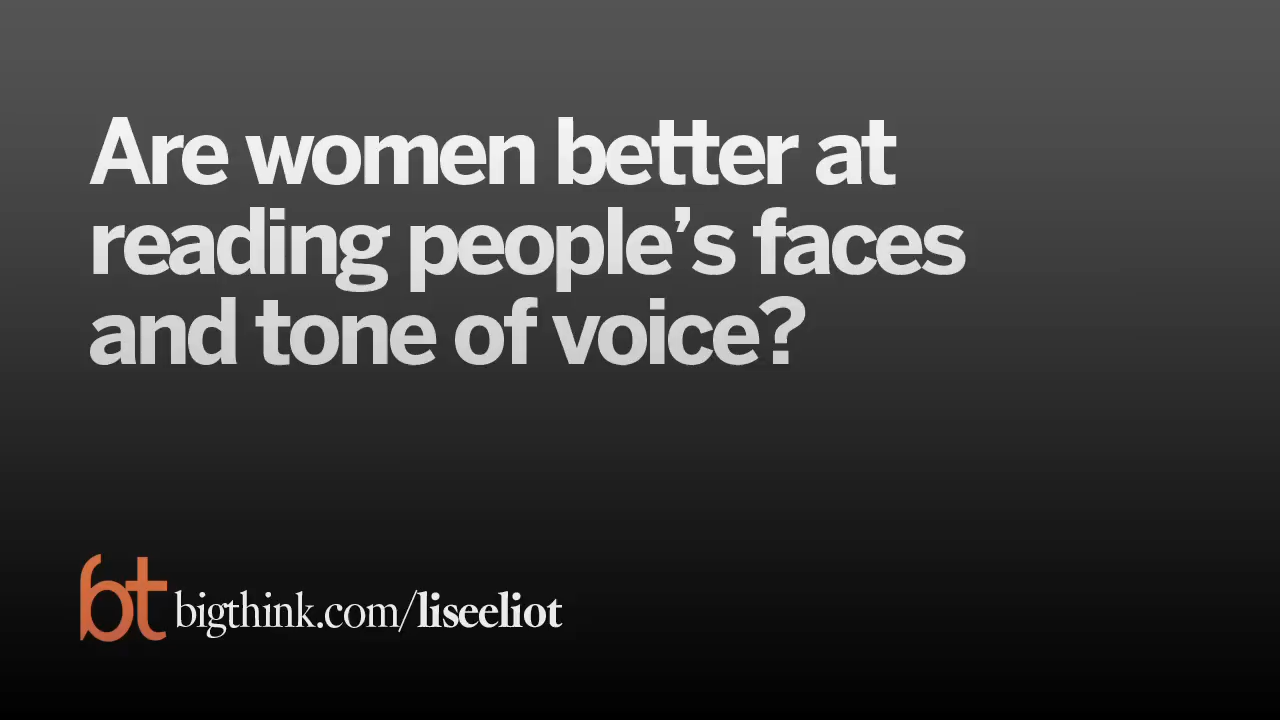 Are women better at
reading people’s faces
and tone of voice?
bt bigthink.com/liseeliot